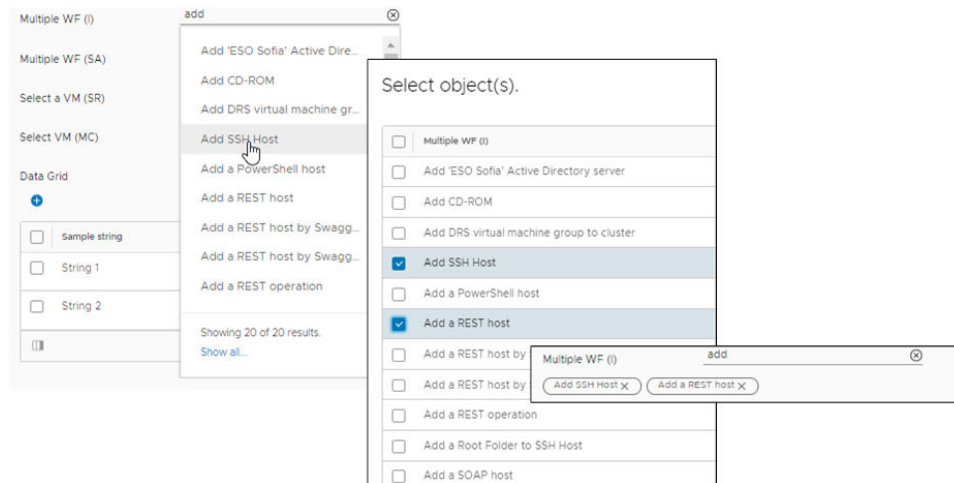 Multiple WF (I)
add
Multiple WF (SA)
Select a VM (SR)
Select VM (MC)
Data Grid
Sample string
String 1
String 2
Add 'ESO Sofia' Active Dire...
Add CD-ROM
Add DRS virtual machine gr...
Add SSH Host
Add a PowerShell host
Add a REST host
Add a REST host by Swagg...
Add a REST host by Swagg...
Add a REST operation
Showing 20 of 20 results.
Show all...
Select object(s).
Multiple WF (I)
Add 'ESO Sofia' Active Directory server
Add CD-ROM
Add DRS virtual machine group to cluster
Add SSH Host
Add a PowerShell host
Add a REST host
Add a REST host by
Add a REST host by
Add a REST operation
Add a Root Folder to SSH Host
Add a SOAP host
Multiple WF (I)
add
Add SSH Host
Add a REST host